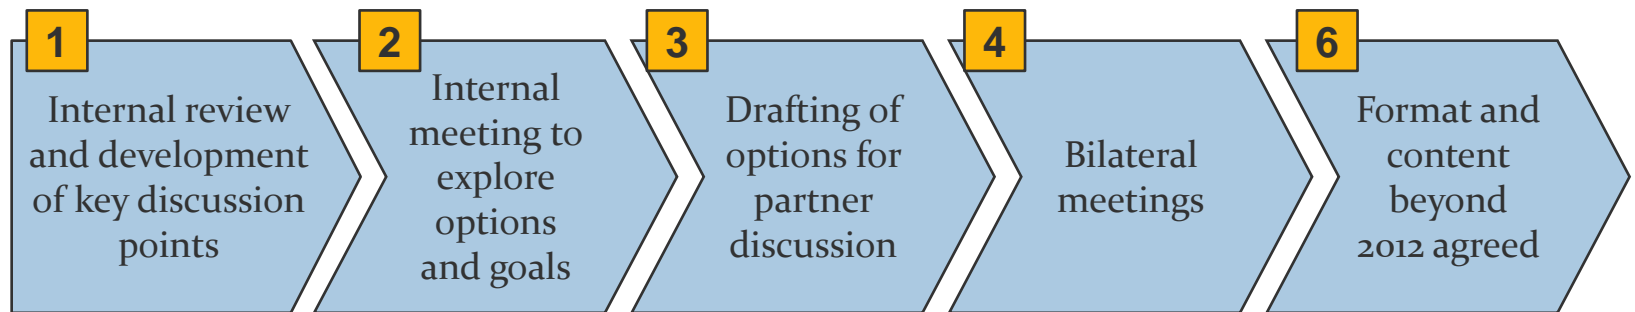 1
Internal review
and development
of key discussion
points
2
Internal
meeting to
explore
options
and goals
3
Drafting of
options for
partner
discussion
4
Bilateral
meetings
6
Format and
content
beyond
2012 agreed